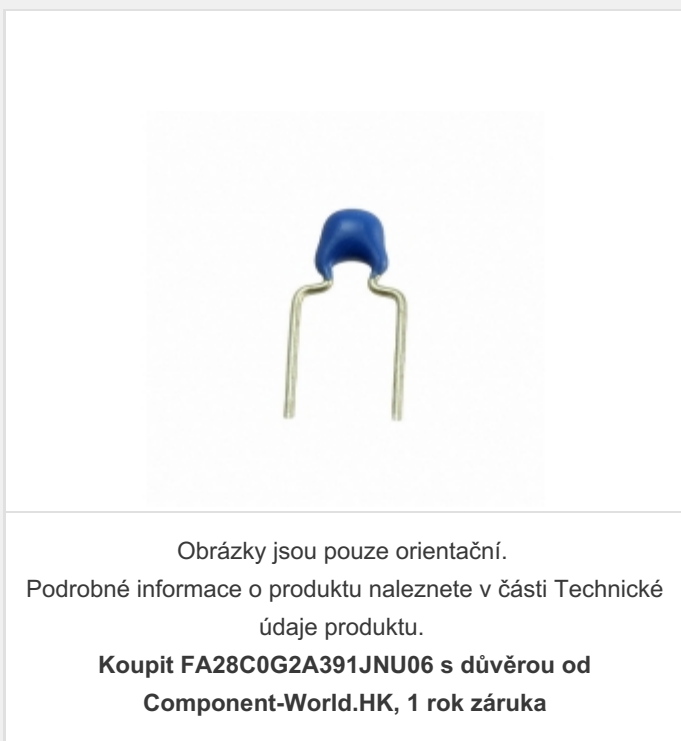 Obrázky jsou pouze orientační.
Podrobné informace o produktu naleznete v části Technické
údaje produktu.
Koupit FA28C0G2A391JNU06 s důvěrou od
Component-World.HK, 1 rok záruka